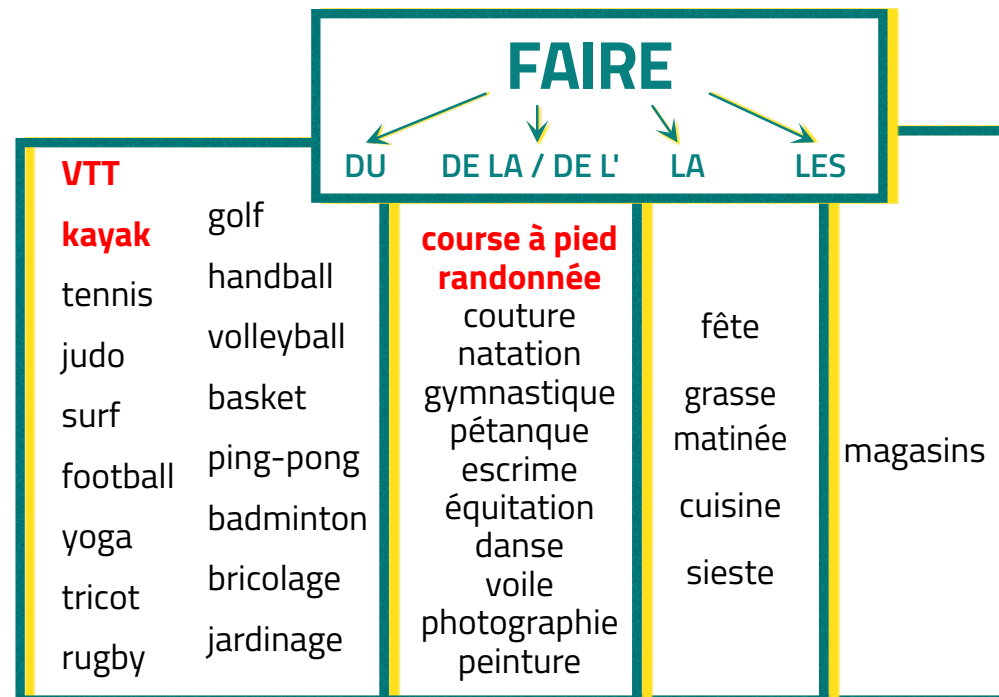 FAIRE
DU DE LA / DE L' LA LES
VTT
kayak
tennis
judo
surf
football
yoga
tricot
rugby
golf
handball
volleyball
basket
ping-pong
badminton
bricolage
jardinage
course à pied
randonnée
couture
natation
gymnastique
pétanque
escrime
équitation
danse
voile
photographie
peinture
fête
grasse
matinée
cuisine
sieste
magasins